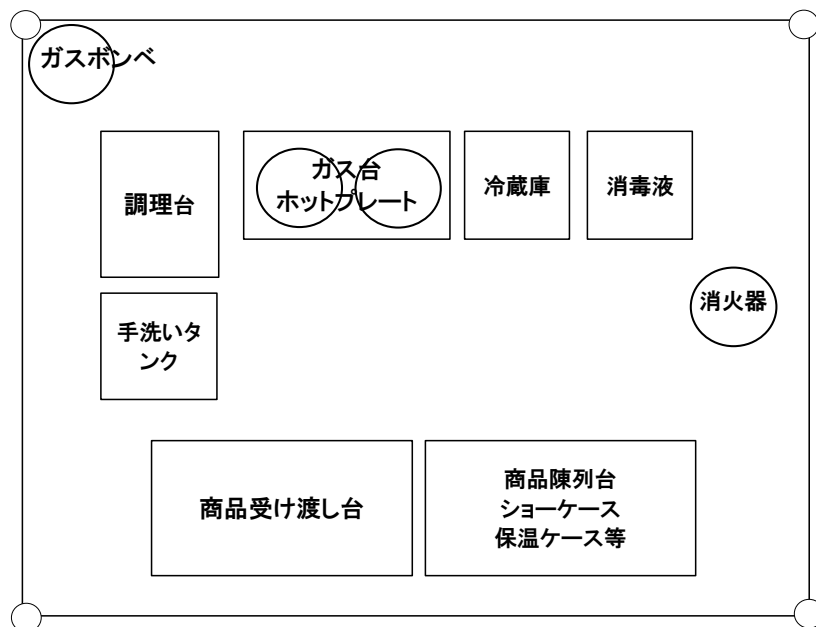 ガスボンベ
調理台
ガス台
ホットプレート
冷蔵庫
消毒液
消火器
手洗いタ
ンク
商品受け渡し台
商品陳列台
ショーケース
保温ケース等